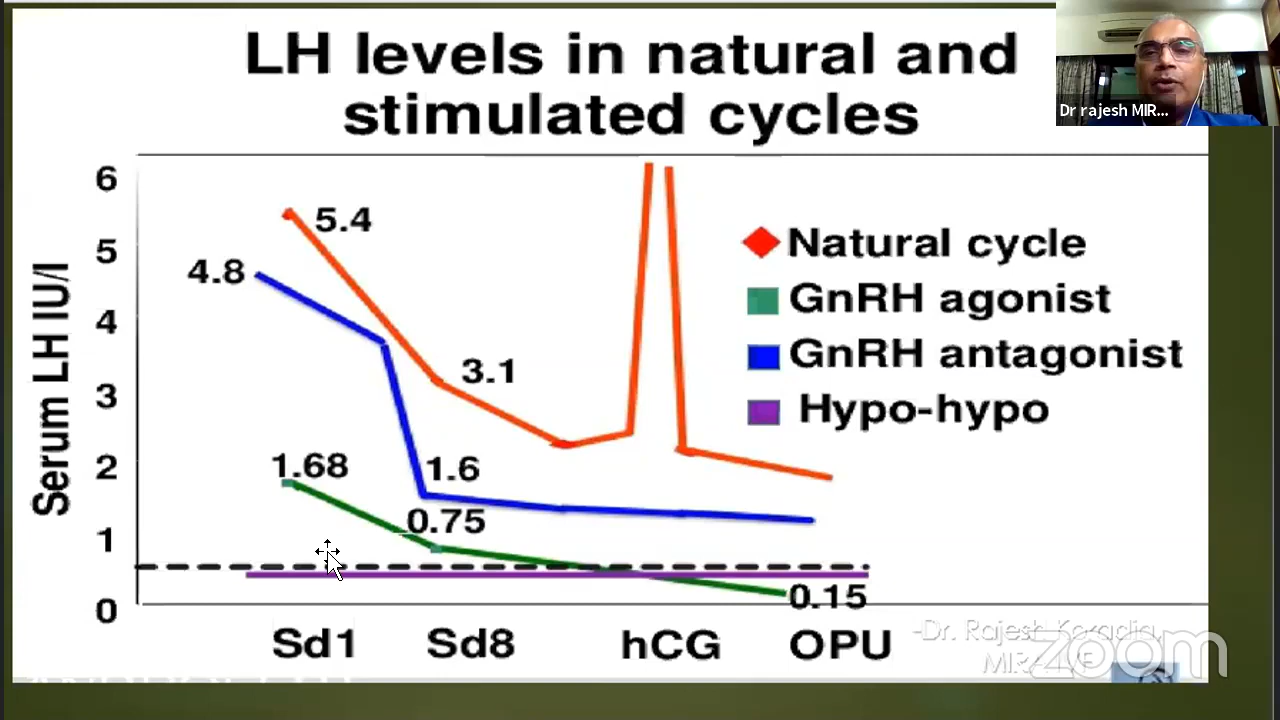 LH levels in natural and
stimulated cycles
Dr rajesh MIR...
Serum LH IU/l
6
5
4
3
2
1
0
5.4
4.8
3.1
1.68
1.6
0.75
0.15
Natural cycle
GnRH agonist
GnRH antagonist
Hypo-hypo
Sd1 Sd8 hCG OPU
-Dr. Rajesh
zoom